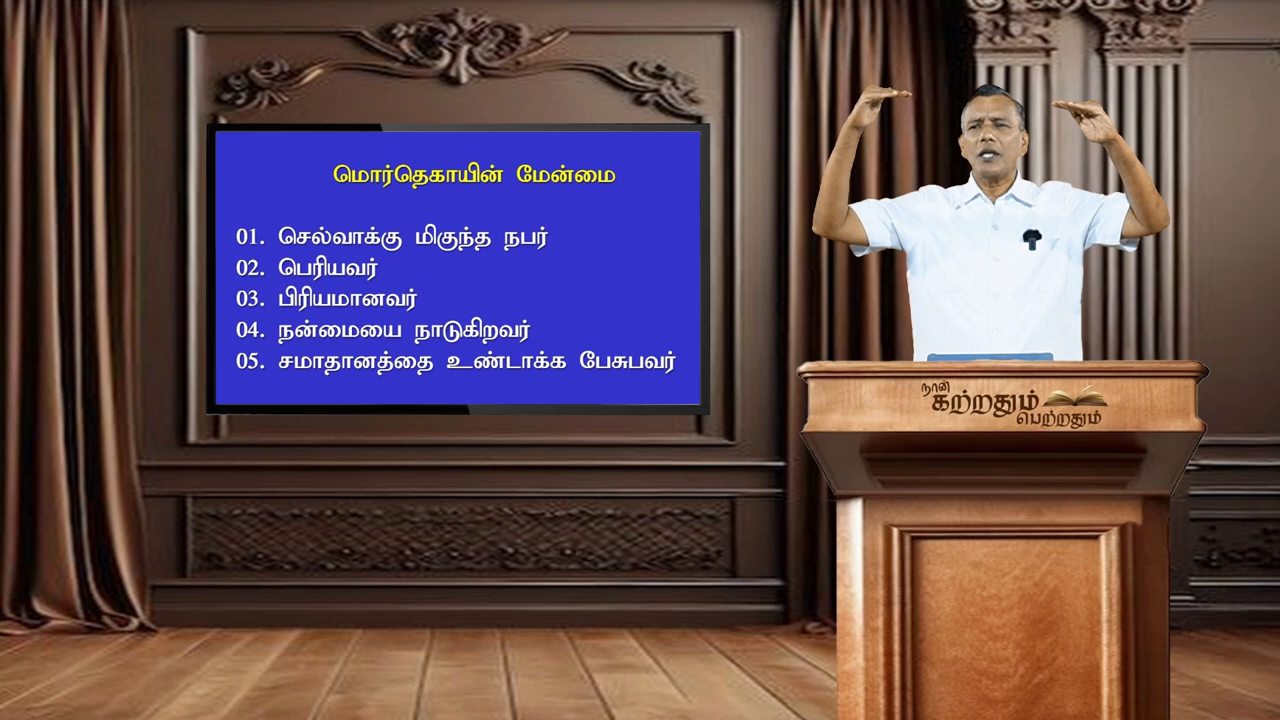 மொர்தெகாயின் மேன்மை
01. செல்வாக்கு மிகுந்த நபர்
02. பெரியவர்
03. பிரியமானவர்
04. நன்மையை நாடுகிறவர்
05. சமாதானத்தை உண்டாக்க பேசுபவர்
நான்
கற்றதும்
பெற்றதும்